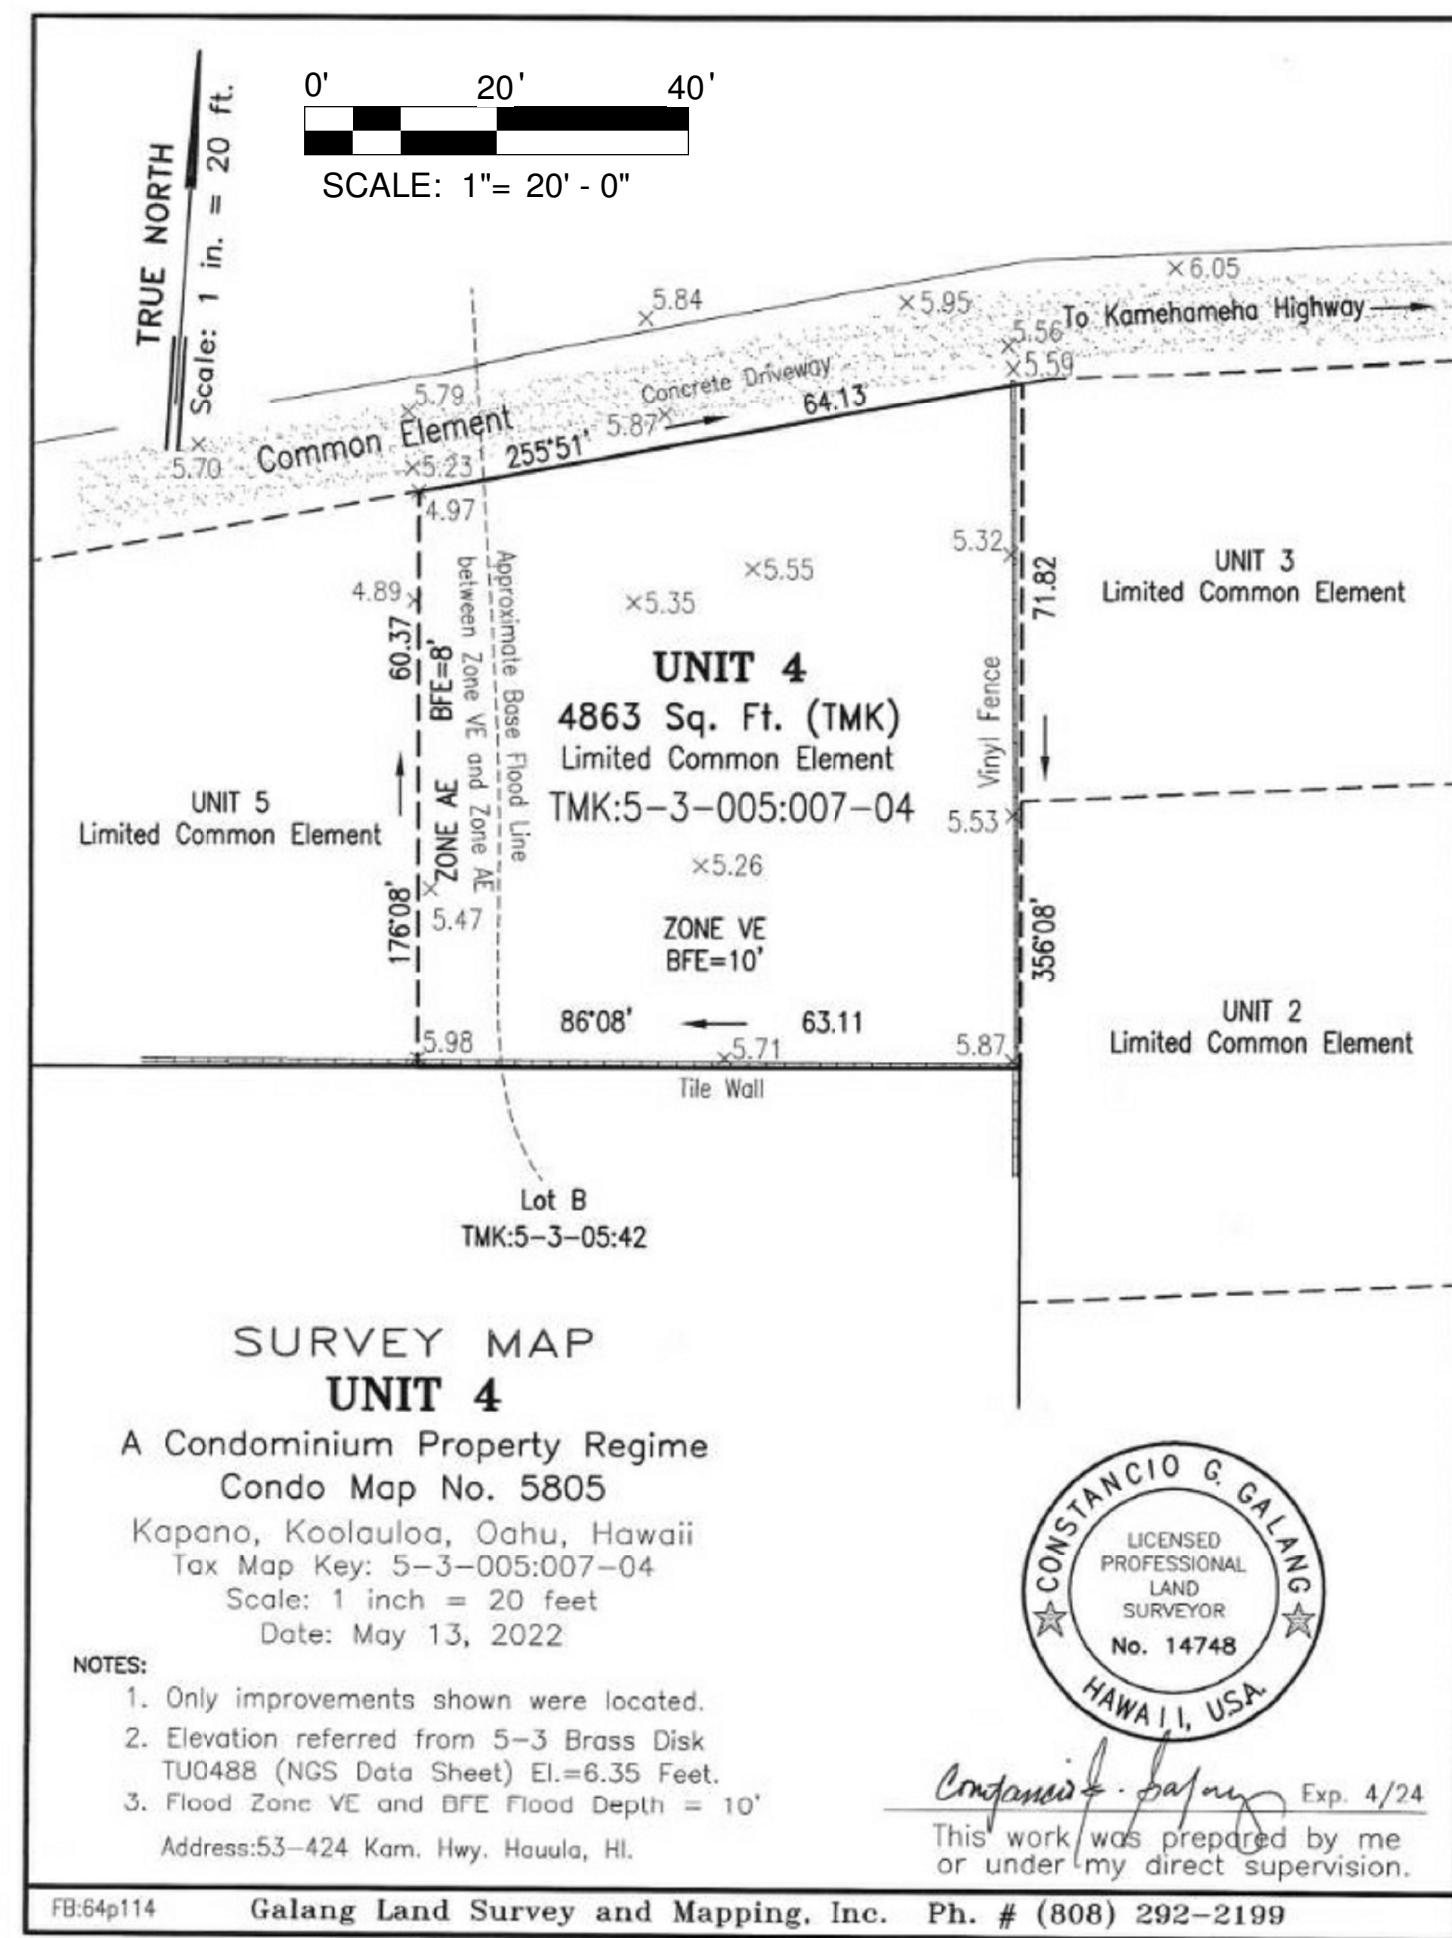 0' 20' 40'
SCALE: 1"= 20' - 0"
TRUE NORTH
Scale: 1 in. = 20 ft.
×6.05
×5.84
×5.95
To Kamehameha Highway
×5.56
×5.59
Concrete Driveway
64.13
×5.79
5.87×
Common Element
255°51'
×5.70
×5.23
×4.97
5.32×
UNIT 3
Limited Common Element
71.82
×5.55
4.89×
×5.35
60.37
BFE=8'
ZONE AE
Approximate Base Flood Line
between Zone VE and Zone AE
UNIT 4
4863 Sq. Ft. (TMK)
Limited Common Element
TMK:5-3-005:007-04
Vinyl Fence
UNIT 5
Limited Common Element
5.53×
×5.26
×5.47
176°08'
ZONE VE
BFE=10'
356°08'
86°08' 63.11
×5.98
×5.71
5.87×
UNIT 2
Limited Common Element
Tile Wall
Lot B
TMK:5-3-05:42
SURVEY MAP
UNIT 4
A Condominium Property Regime
Condo Map No. 5805
Kapano, Koolauloa, Oahu, Hawaii
Tax Map Key: 5-3-005:007-04
Scale: 1 inch = 20 feet
Date: May 13, 2022
NOTES:
1. Only improvements shown were located.
2. Elevation referred from 5-3 Brass Disk
TU0488 (NGS Data Sheet) El.=6.35 Feet.
3. Flood Zone VE and BFE Flood Depth = 10'
Address:53-424 Kam. Hwy. Hauula, HI.
CONSTANCIO G. GALANG
LICENSED
PROFESSIONAL
LAND
SURVEYOR
No. 14748
HAWAII, U.S.A.
Constancio G. Galang Exp. 4/24
This work was prepared by me
or under my direct supervision.
FB:64p114 Galang Land Survey and Mapping, Inc. Ph. # (808) 292-2199